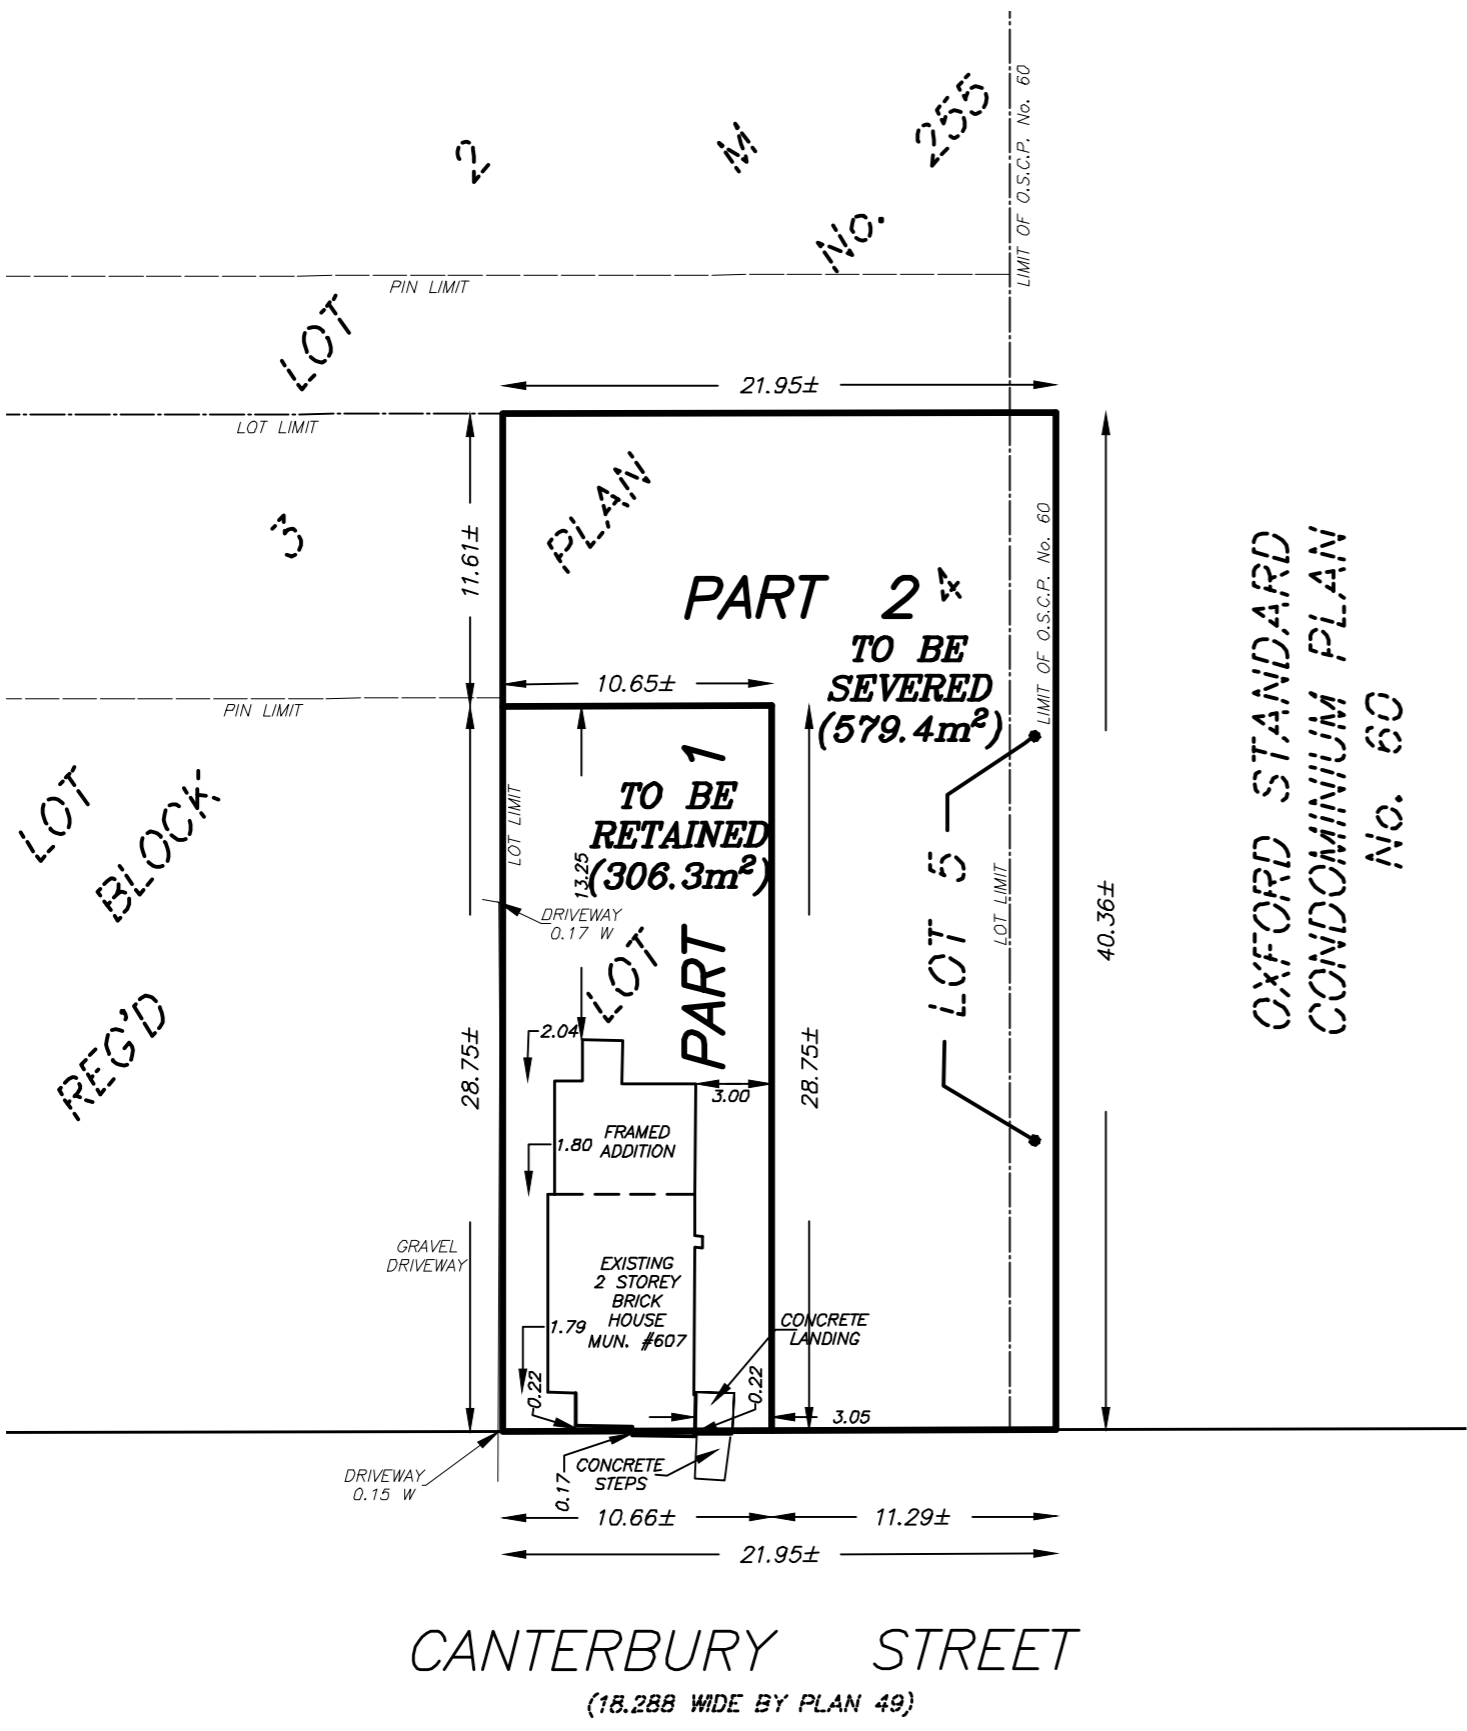 2
M
No. 255
LIMIT OF O.S.C.P. No. 60
PIN LIMIT
LOT
21.95±
LOT LIMIT
3
11.61±
PLAN
PART 2
4
TO BE
SEVERED
(579.4m²)
LIMIT OF O.S.C.P. No. 60
OXFORD STANDARD
CONDOMINIUM PLAN
No. 60
10.65±
PIN LIMIT
LOT
BLOCK
REG'D
LOT LIMIT
PART 1
TO BE
RETAINED
(306.3m²)
13.25
DRIVEWAY
0.17 W
LOT
LOT 5
LOT LIMIT
40.36±
28.75±
28.75±
2.04
3.00
1.80
FRAMED
ADDITION
GRAVEL
DRIVEWAY
EXISTING
2 STOREY
BRICK
HOUSE
MUN. #607
1.79
CONCRETE
LANDING
0.22
0.22
3.05
DRIVEWAY
0.15 W
0.17
CONCRETE
STEPS
10.66±
11.29±
21.95±
CANTERBURY STREET
(18.288 WIDE BY PLAN 49)